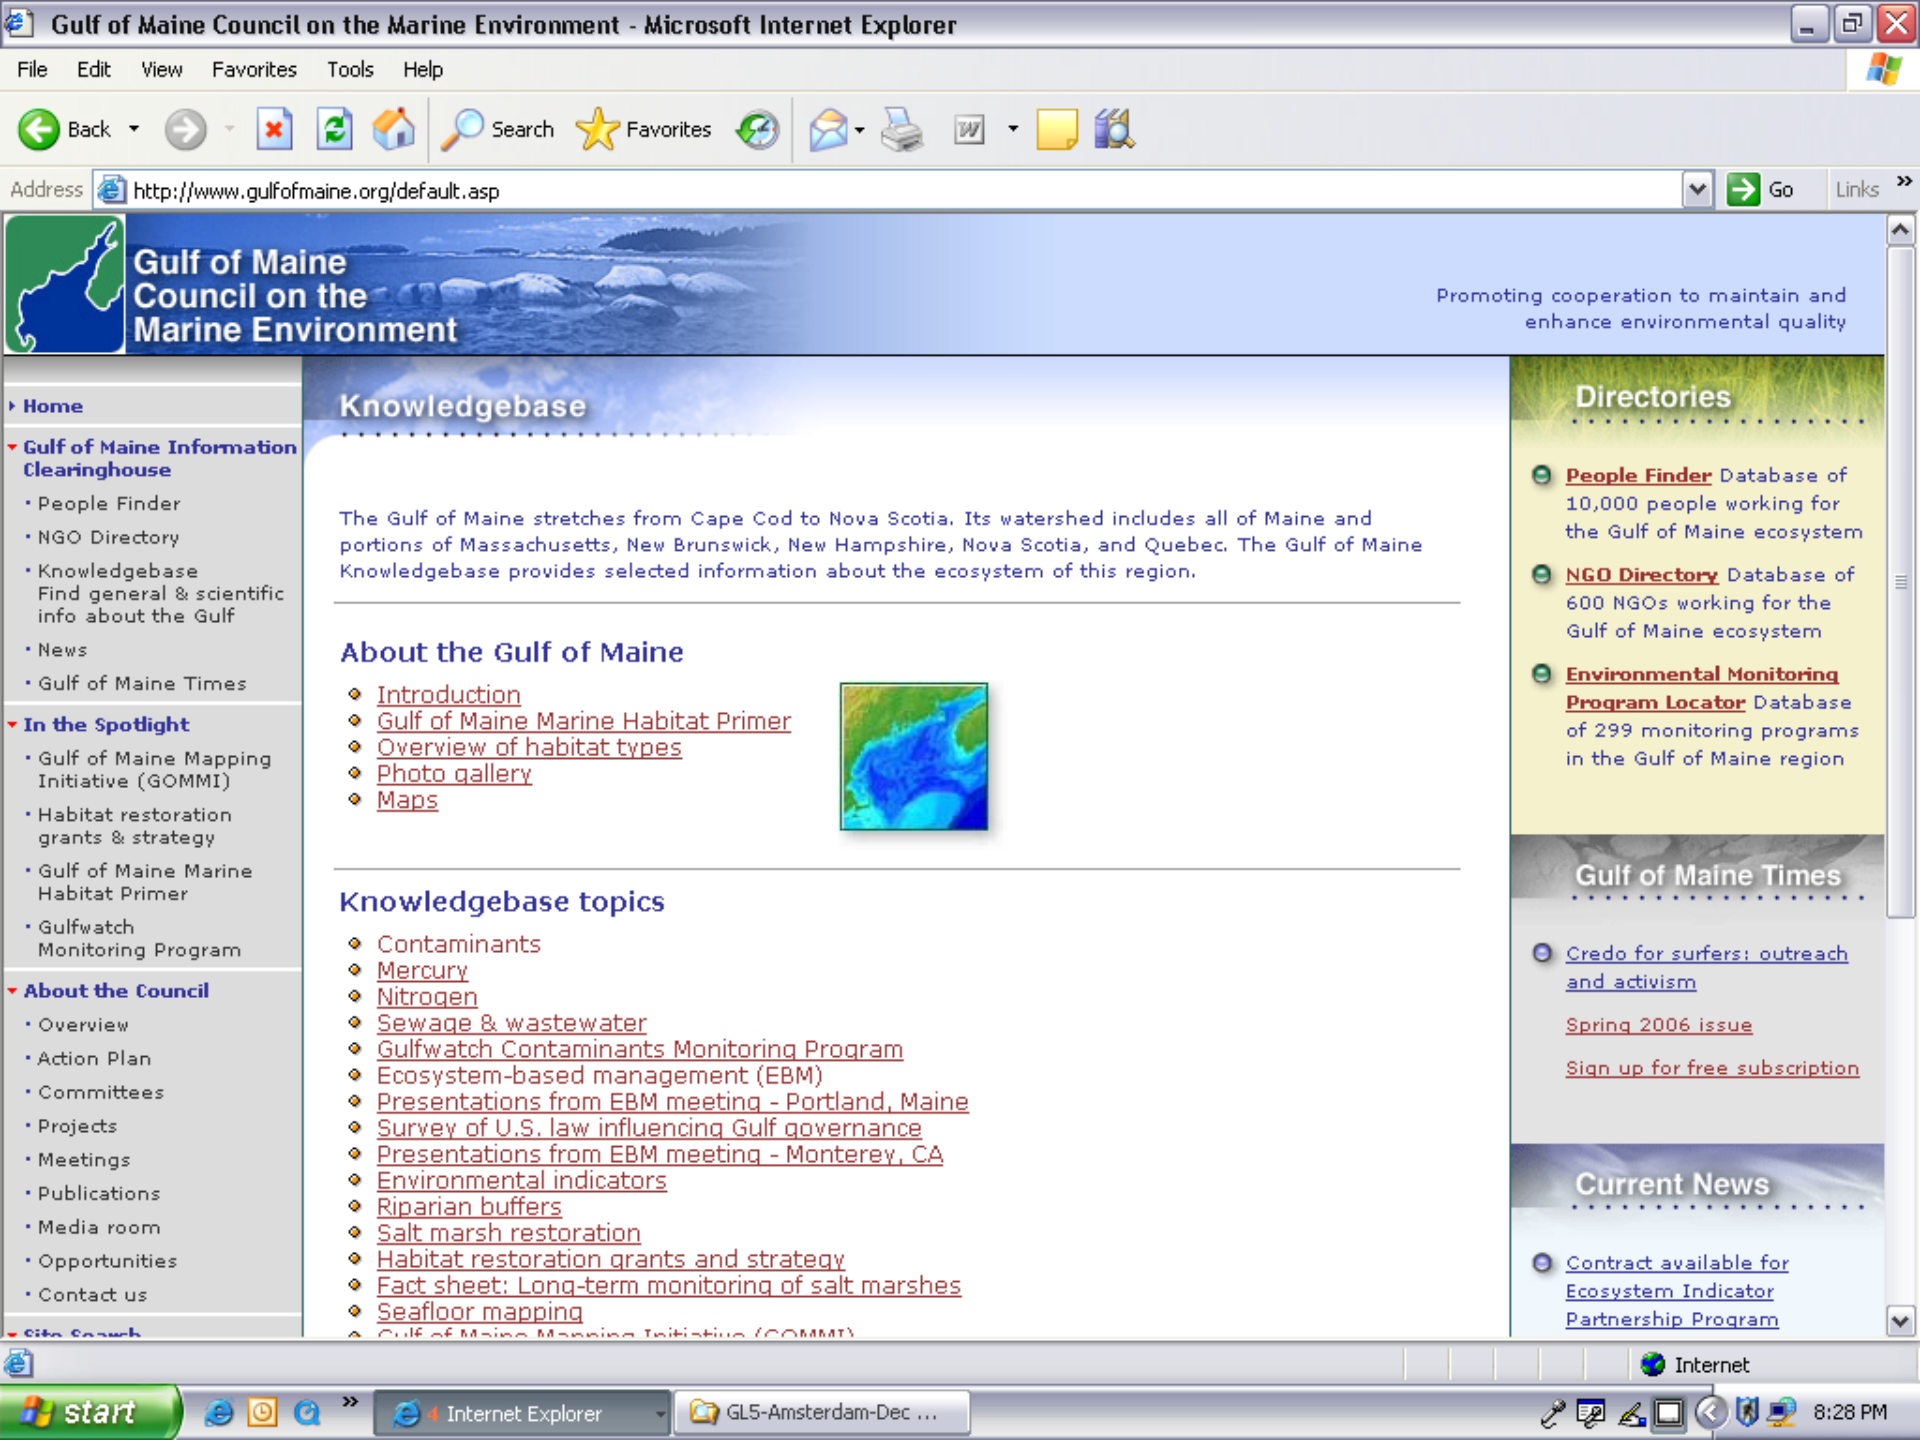 Gulf of Maine Council on the Marine Environment - Microsoft Internet Explorer
File Edit View Favorites Tools Help
Back Search Favorites
Address http://www.gulfofmaine.org/default.asp Go Links »
Gulf of Maine
Council on the
Marine Environment
Promoting cooperation to maintain and
enhance environmental quality
Home
Gulf of Maine Information
Clearinghouse
People Finder
NGO Directory
Knowledgebase
Find general & scientific
info about the Gulf
News
Gulf of Maine Times
In the Spotlight
Gulf of Maine Mapping
Initiative (GOMMI)
Habitat restoration
grants & strategy
Gulf of Maine Marine
Habitat Primer
Gulfwatch
Monitoring Program
About the Council
Overview
Action Plan
Committees
Projects
Meetings
Publications
Media room
Opportunities
Contact us
Site Search
Knowledgebase
The Gulf of Maine stretches from Cape Cod to Nova Scotia. Its watershed includes all of Maine and
portions of Massachusetts, New Brunswick, New Hampshire, Nova Scotia, and Quebec. The Gulf of Maine
Knowledgebase provides selected information about the ecosystem of this region.
About the Gulf of Maine
Introduction
Gulf of Maine Marine Habitat Primer
Overview of habitat types
Photo gallery
Maps
Knowledgebase topics
Contaminants
Mercury
Nitrogen
Sewage & wastewater
Gulfwatch Contaminants Monitoring Program
Ecosystem-based management (EBM)
Presentations from EBM meeting - Portland, Maine
Survey of U.S. law influencing Gulf governance
Presentations from EBM meeting - Monterey, CA
Environmental indicators
Riparian buffers
Salt marsh restoration
Habitat restoration grants and strategy
Fact sheet: Long-term monitoring of salt marshes
Seafloor mapping
Gulf of Maine Mapping Initiative (GOMMI)
Directories
People Finder Database of
10,000 people working for
the Gulf of Maine ecosystem
NGO Directory Database of
600 NGOs working for the
Gulf of Maine ecosystem
Environmental Monitoring
Program Locator Database
of 299 monitoring programs
in the Gulf of Maine region
Gulf of Maine Times
Credo for surfers: outreach
and activism
Spring 2006 issue
Sign up for free subscription
Current News
Contract available for
Ecosystem Indicator
Partnership Program
Internet
start » 4 Internet Explorer GL5-Amsterdam-Dec ... 8:28 PM